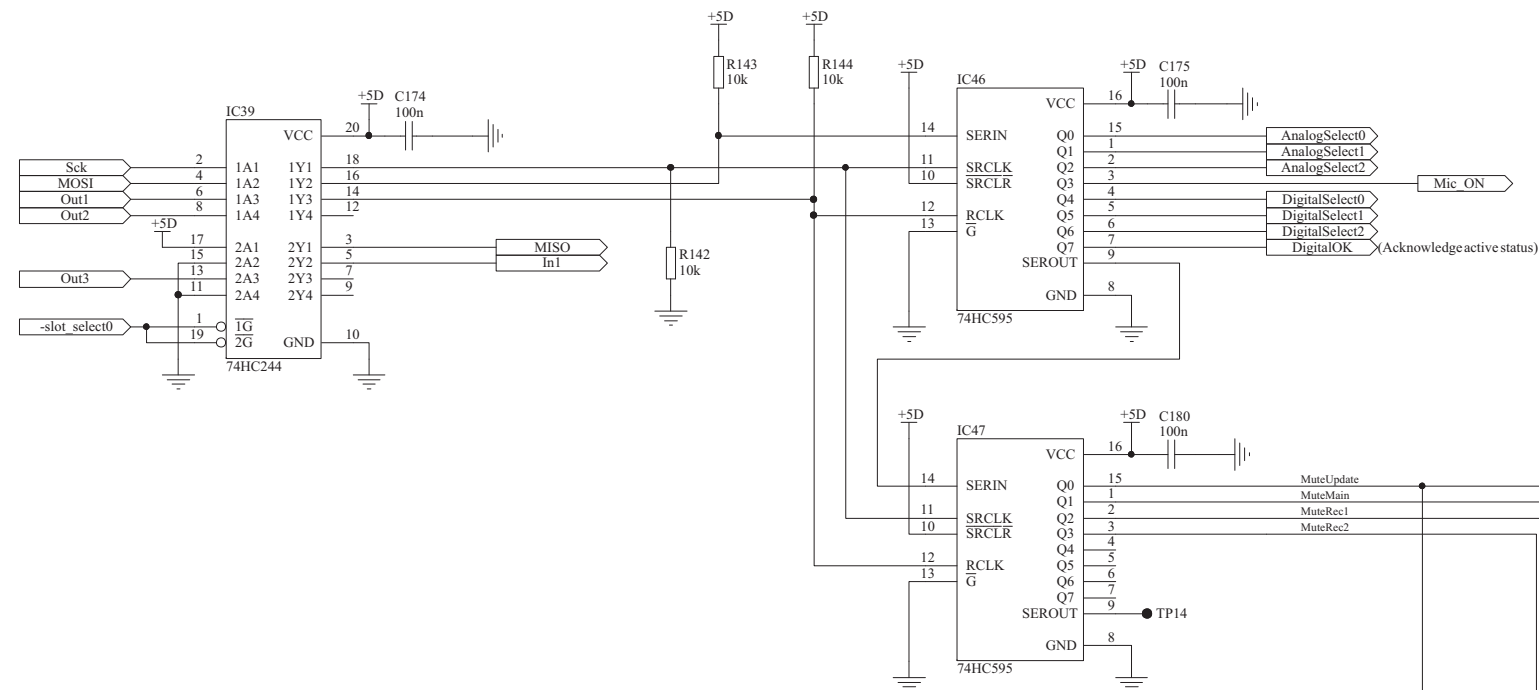 +5D
+5D
R143
10k
R144
10k
+5D
IC46
+5D
C175
100n
VCC
16
14
SERIN
Q0
15
AnalogSelect0
Q1
1
AnalogSelect1
11
SRCLK
Q2
2
AnalogSelect2
10
SRCLR
Q3
3
Mic_ON
Q4
4
DigitalSelect0
12
RCLK
Q5
5
DigitalSelect1
13
G
Q6
6
DigitalSelect2
Q7
7
DigitalOK
(Acknowledge active status)
SEROUT
9
GND
8
74HC595
+5D
C174
100n
IC39
VCC
20
Sck
2
1A1
1Y1
18
MOSI
4
1A2
1Y2
16
Out1
6
1A3
1Y3
14
Out2
8
1A4
1Y4
12
+5D
17
2A1
2Y1
3
MISO
15
2A2
2Y2
5
In1
Out3
13
2A3
2Y3
7
11
2A4
2Y4
9
-slot_select0
1
1G
19
2G
GND
10
74HC244
R142
10k
+5D
IC47
+5D
C180
100n
VCC
16
14
SERIN
Q0
15
MuteUpdate
Q1
1
MuteMain
11
SRCLK
Q2
2
MuteRec1
10
SRCLR
Q3
3
MuteRec2
Q4
4
12
RCLK
Q5
5
13
G
Q6
6
Q7
7
SEROUT
9
TP14
GND
8
74HC595